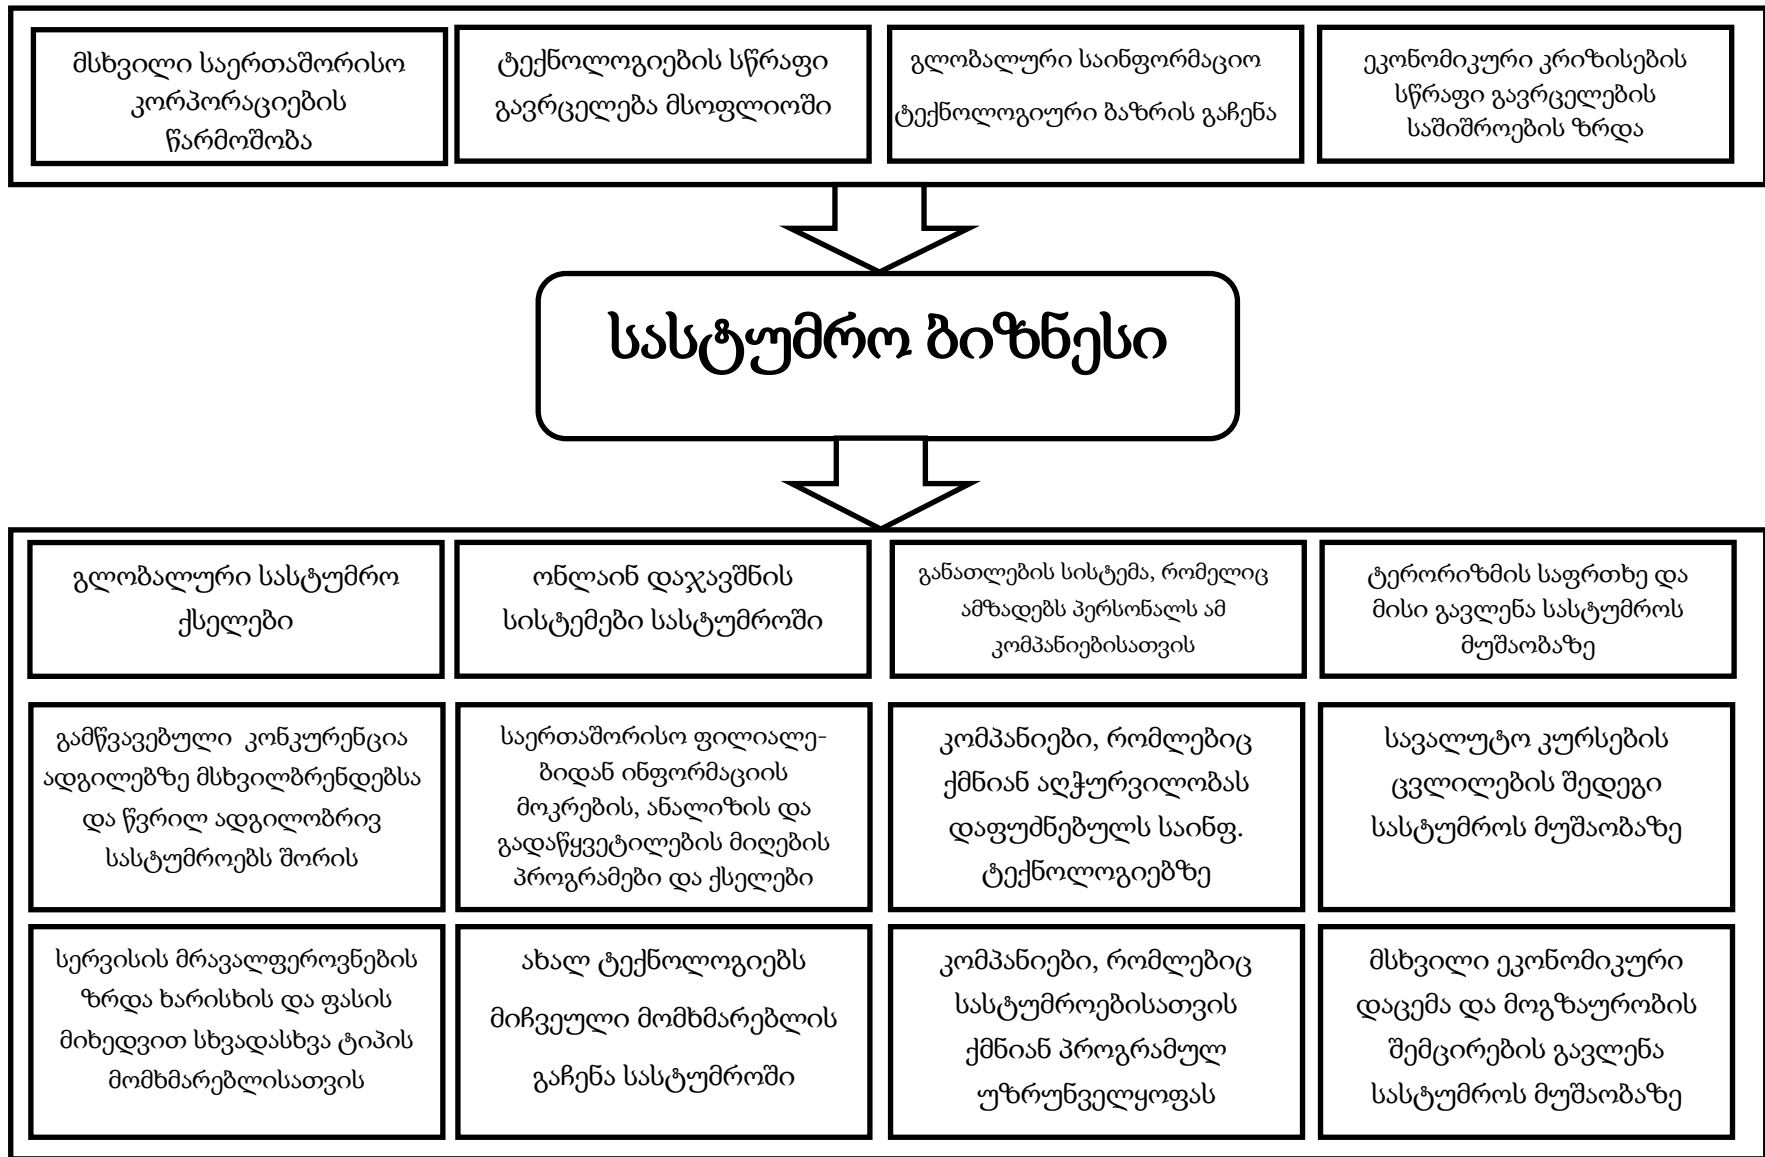 მსხვილი საერთაშორისო
კორპორაციების
წარმოშობა
ტექნოლოგიების სწრაფი
გავრცელება მსოფლიოში
გლობალური საინფორმაციო
ტექნოლოგიური ბაზრის გაჩენა
ეკონომიკური კრიზისების
სწრაფი გავრცელების
საშიშროების ზრდა
სასტუმრო ბიზნესი
გლობალური სასტუმრო
ქსელები
ონლაინ დაჯავშნის
სისტემები სასტუმროში
განათლების სისტემა, რომელიც
ამზადებს პერსონალს ამ
კომპანიებისათვის
ტერორიზმის საფრთხე და
მისი გავლენა სასტუმროს
მუშაობაზე
გამწვავებული კონკურენცია
ადგილებზე მსხვილბრენდებსა
და წვრილ ადგილობრივ
სასტუმროებს შორის
საერთაშორისო ფილიალე-
ბიდან ინფორმაციის
მოკრების, ანალიზის და
გადაწყვეტილების მიღების
პროგრამები და ქსელები
კომპანიები, რომლებიც
ქმნიან აღჭურვილობას
დაფუძნებულს საინფ.
ტექნოლოგიებზე
სავალუტო კურსების
ცვლილების შედეგი
სასტუმროს მუშაობაზე
სერვისის მრავალფეროვნების
ზრდა ხარისხის და ფასის
მიხედვით სხვადასხვა ტიპის
მომხმარებლისათვის
ახალ ტექნოლოგიებს
მიჩვეული მომხმარებლის
გაჩენა სასტუმროში
კომპანიები, რომლებიც
სასტუმროებისათვის
ქმნიან პროგრამულ
უზრუნველყოფას
მსხვილი ეკონომიკური
დაცემა და მოგზაურობის
შემცირების გავლენა
სასტუმროს მუშაობაზე